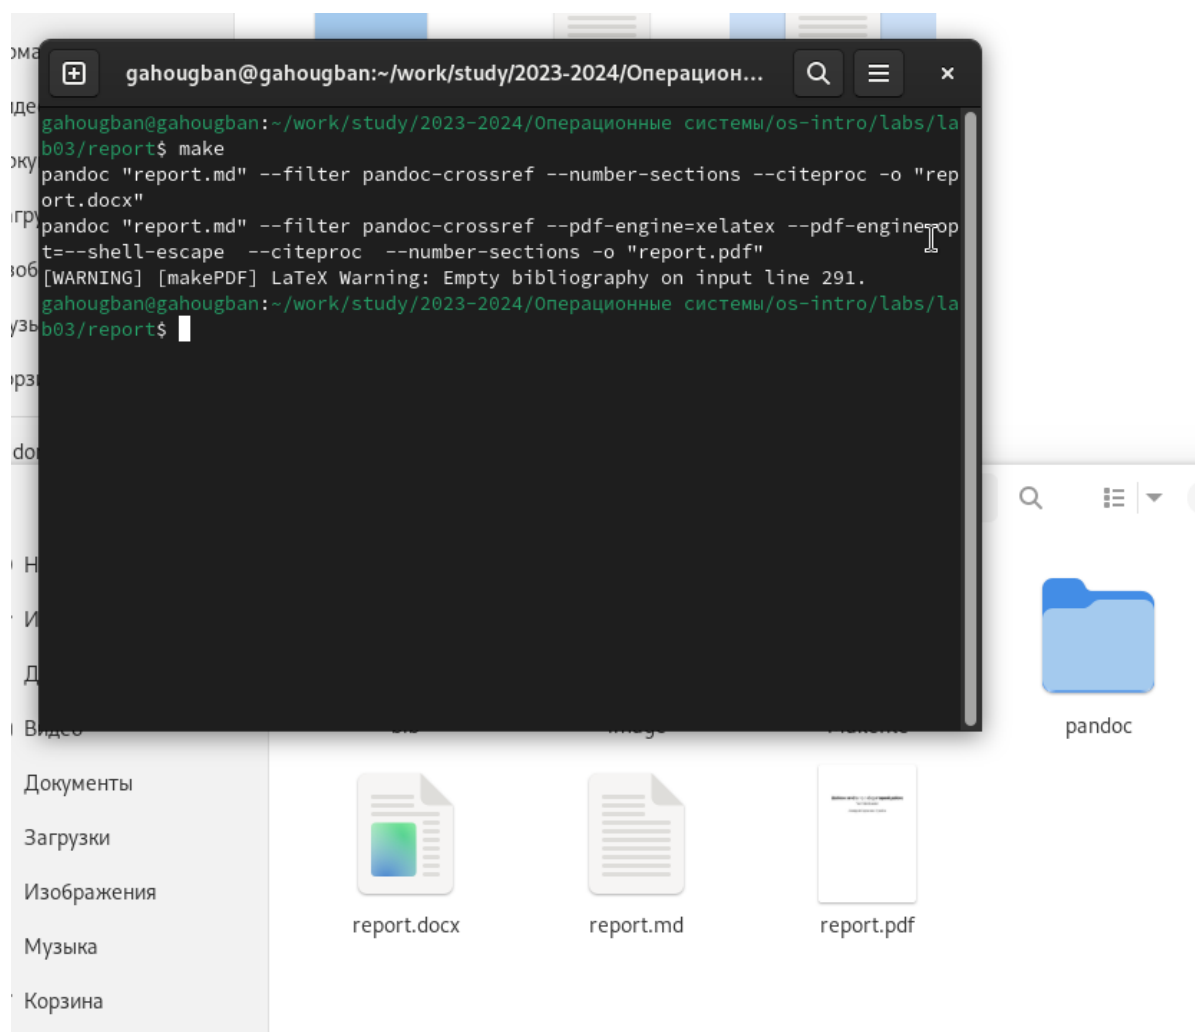 gahougban@gahougban:~/work/study/2023-2024/Операцион...
gahougban@gahougban:~/work/study/2023-2024/Операционные системы/os-intro/labs/la
b03/report$ make
pandoc "report.md" --filter pandoc-crossref --number-sections --citeproc -o "rep
ort.docx"
pandoc "report.md" --filter pandoc-crossref --pdf-engine=xelatex --pdf-engine-op
t=--shell-escape  --citeproc  --number-sections -o "report.pdf"
[WARNING] [makePDF] LaTeX Warning: Empty bibliography on input line 291.
gahougban@gahougban:~/work/study/2023-2024/Операционные системы/os-intro/labs/la
b03/report$
pandoc
Видео
Документы
Загрузки
Изображения
Музыка
Корзина
report.docx
report.md
report.pdf